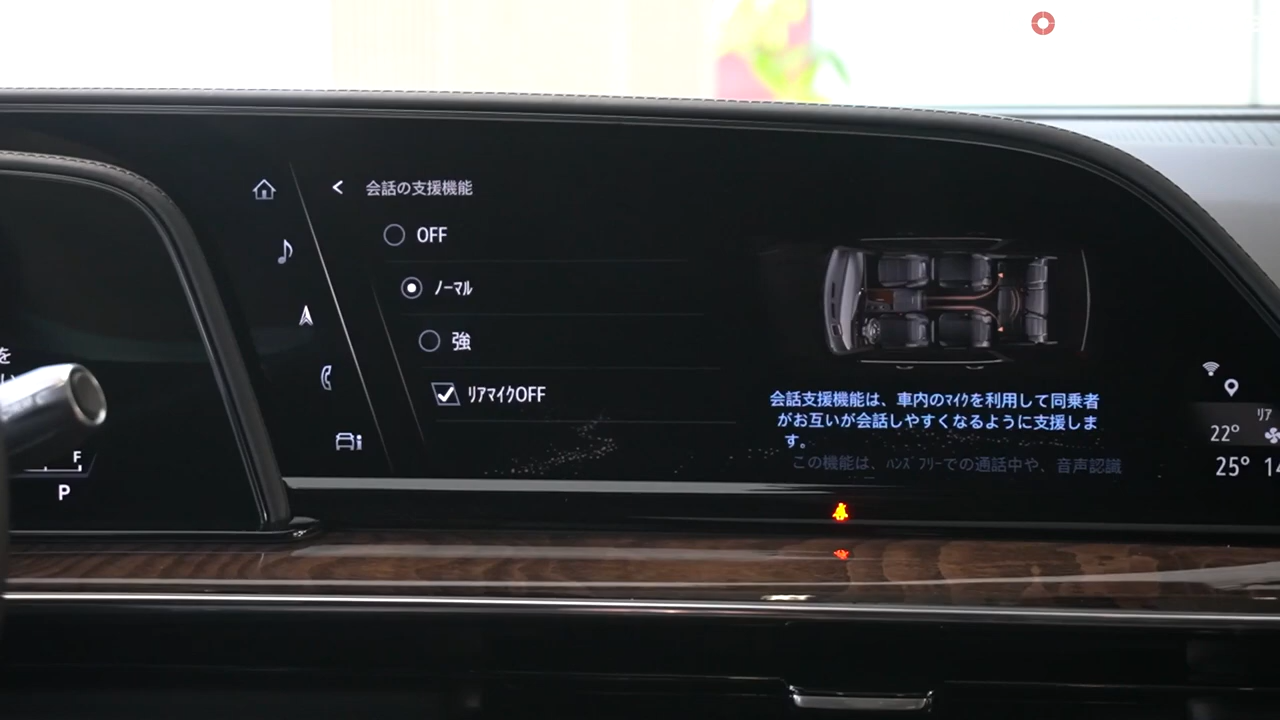 会話の支援機能
OFF
ノーマル
強
リアマイクOFF
会話支援機能は、車内のマイクを利用して同乗者
がお互いが会話しやすくなるように支援しま
す。
この機能は、ハンズフリーでの通話中や、音声認識
を
F
P
リア
22°
25°